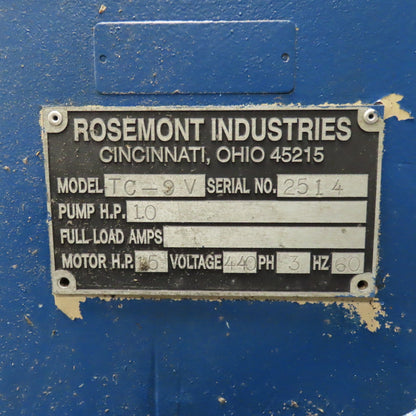 ROSEMONT INDUSTRIES
CINCINNATI, OHIO 45215
MODEL TC-9V SERIAL NO. 2514
PUMP H.P. 10
FULL LOAD AMPS
MOTOR H.P. 15 VOLTAGE 440 PH 3 HZ 60